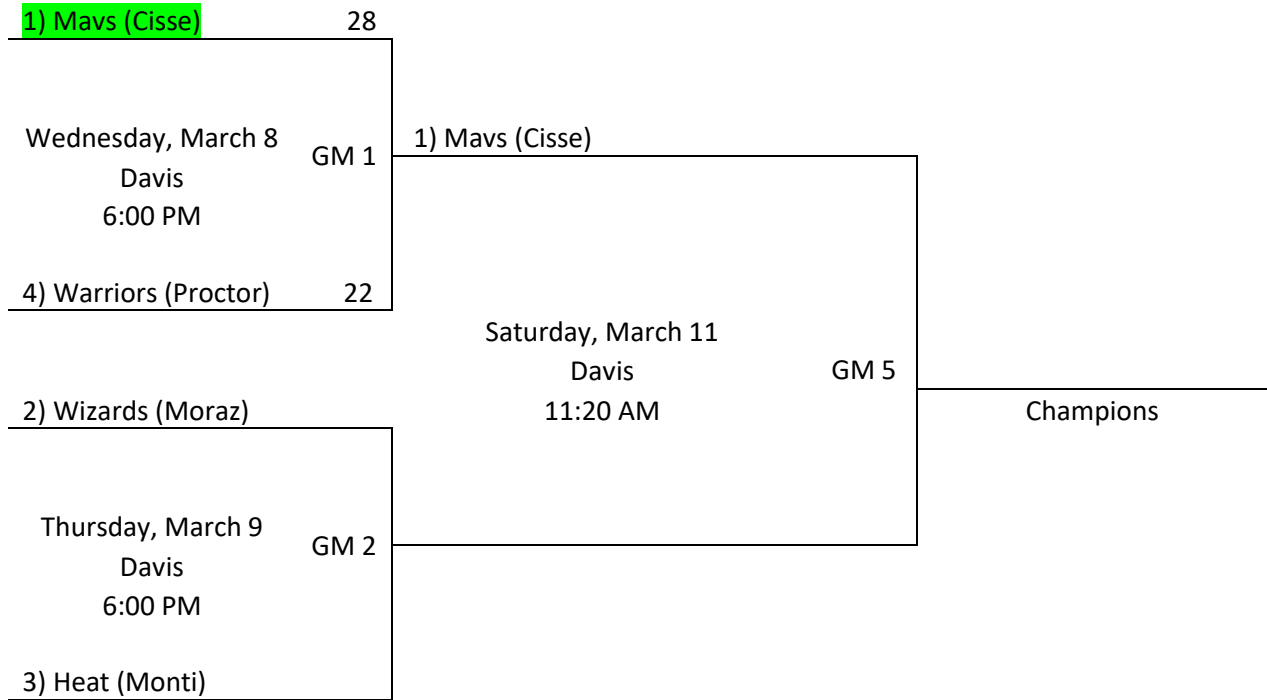 1) Mavs (Cisse) 28
Wednesday, March 8
Davis
6:00 PM
GM 1
4) Warriors (Proctor) 22
1) Mavs (Cisse)
2) Wizards (Moraz)
Thursday, March 9
Davis
6:00 PM
GM 2
3) Heat (Monti)
Saturday, March 11
Davis
11:20 AM
GM 5
Champions